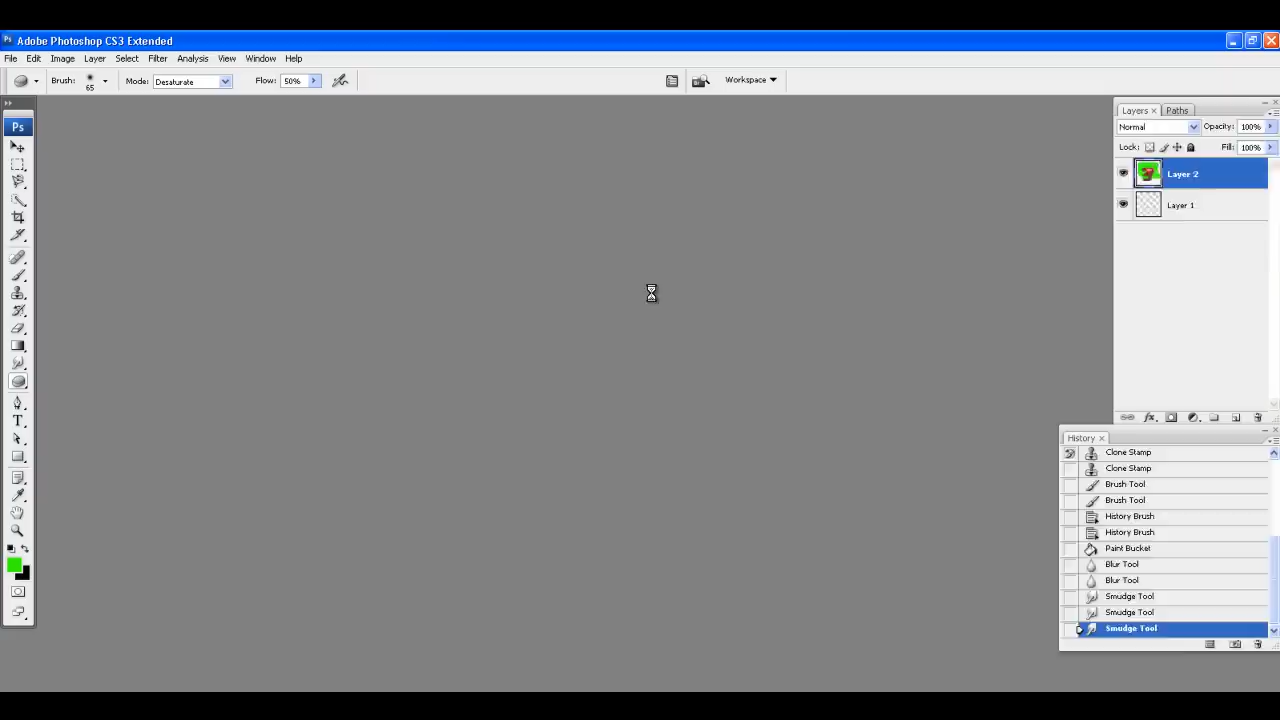 Adobe Photoshop CS3 Extended
File Edit Image Layer Select Filter Analysis View Window Help
Brush: 65 Mode: Desaturate Flow: 50% Workspace
Ps
Layers Paths
Normal Opacity: 100%
Lock: Fill: 100%
Layer 2
Layer 1
History
Clone Stamp
Clone Stamp
Brush Tool
Brush Tool
History Brush
History Brush
Paint Bucket
Blur Tool
Blur Tool
Smudge Tool
Smudge Tool
Smudge Tool